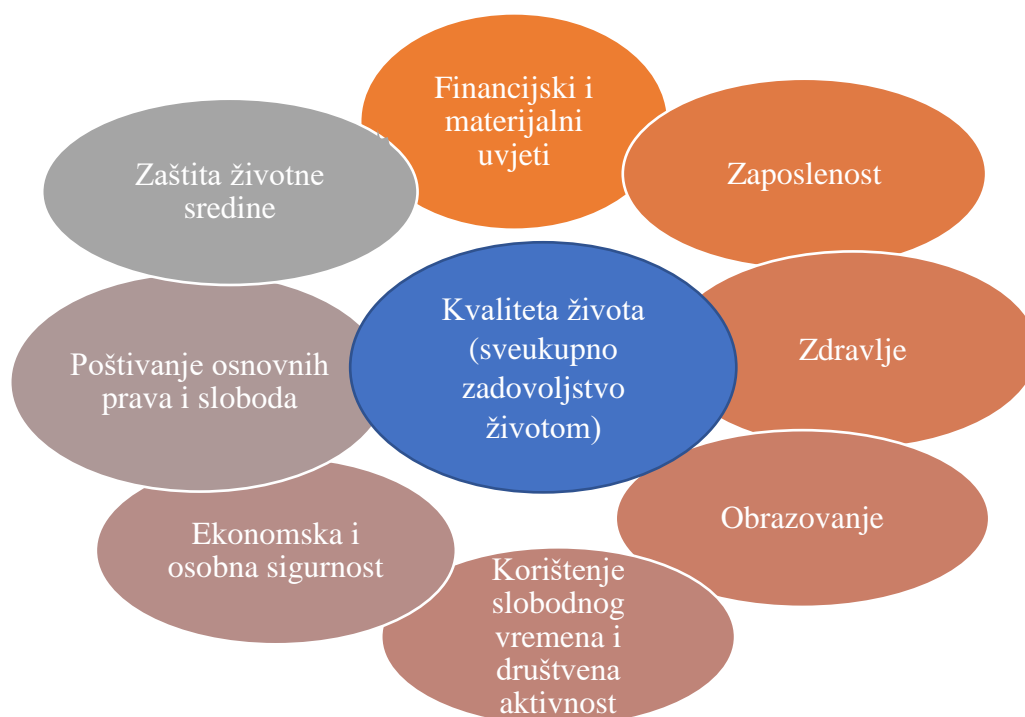 Financijski i
materijalni
uvjeti
Zaposlenost
Zdravlje
Obrazovanje
Korištenje
slobodnog
vremena i
društvena
aktivnost
Ekonomska i
osobna sigurnost
Poštivanje osnovnih
prava i sloboda
Zaštita životne
sredine
Kvaliteta života
(sveukupno
zadovoljstvo
životom)